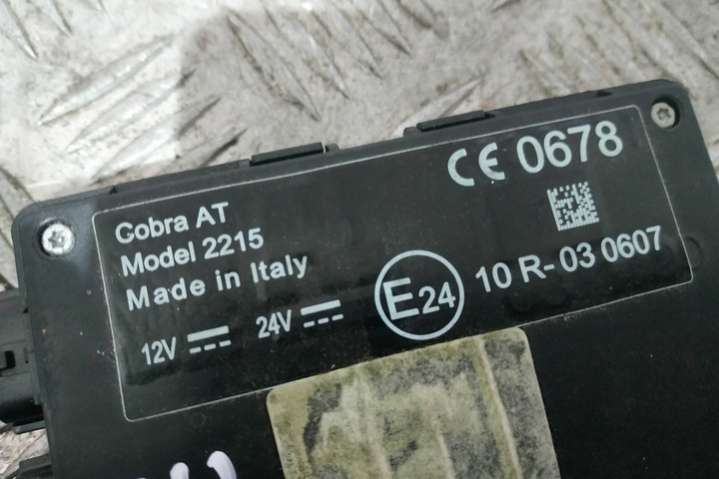 Cobra AT
Model 2215
Made in Italy
12V 24V
CE 0678
E24 10 R-03 0607